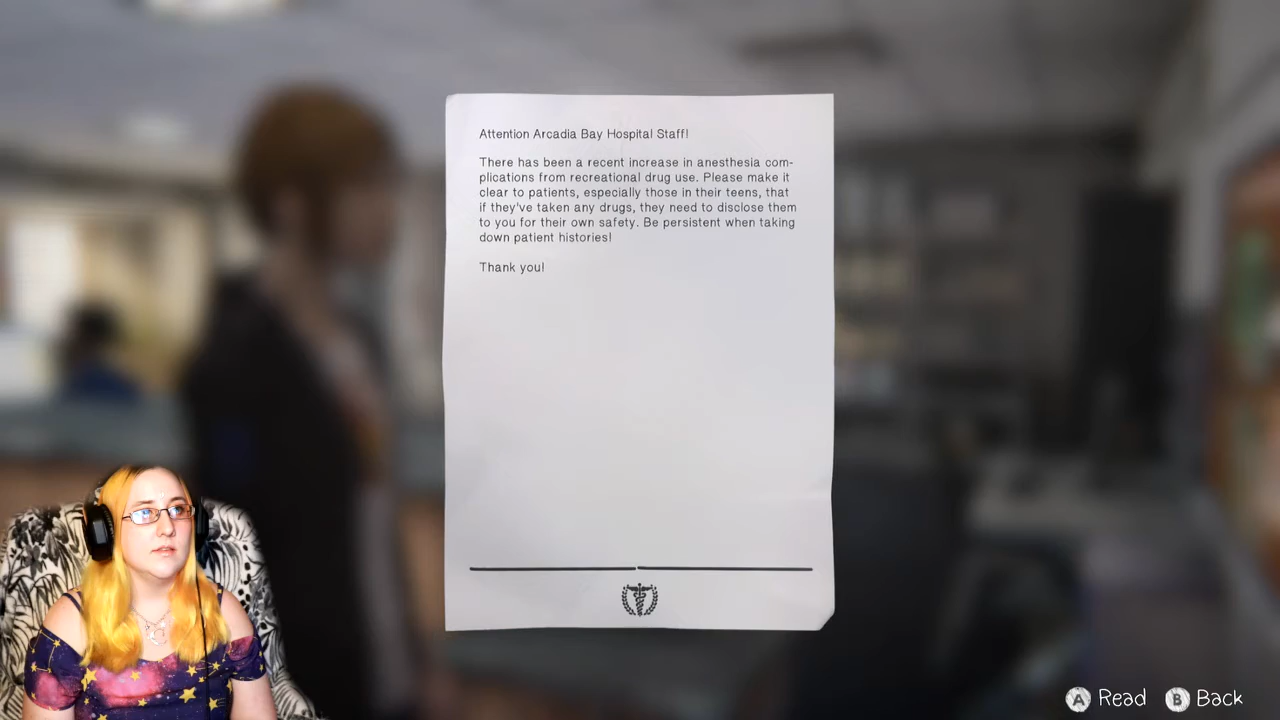 Attention Arcadia Bay Hospital Staff!
There has been a recent increase in anesthesia com-
plications from recreational drug use. Please make it
clear to patients, especially those in their teens, that
if they've taken any drugs, they need to disclose them
to you for their own safety. Be persistent when taking
down patient histories!
Thank you!
A Read B Back